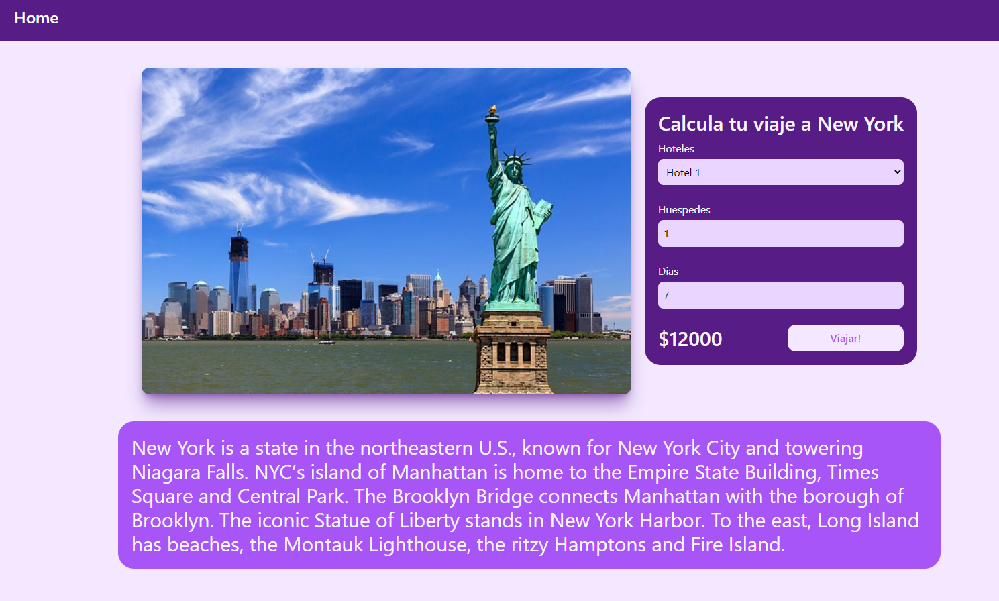 Home
Calcula tu viaje a New York
Hoteles
Hotel 1
Huespedes
1
Dias
7
$12000
Viajar!
New York is a state in the northeastern U.S., known for New York City and towering
Niagara Falls. NYC’s island of Manhattan is home to the Empire State Building, Times
Square and Central Park. The Brooklyn Bridge connects Manhattan with the borough of
Brooklyn. The iconic Statue of Liberty stands in New York Harbor. To the east, Long Island
has beaches, the Montauk Lighthouse, the ritzy Hamptons and Fire Island.